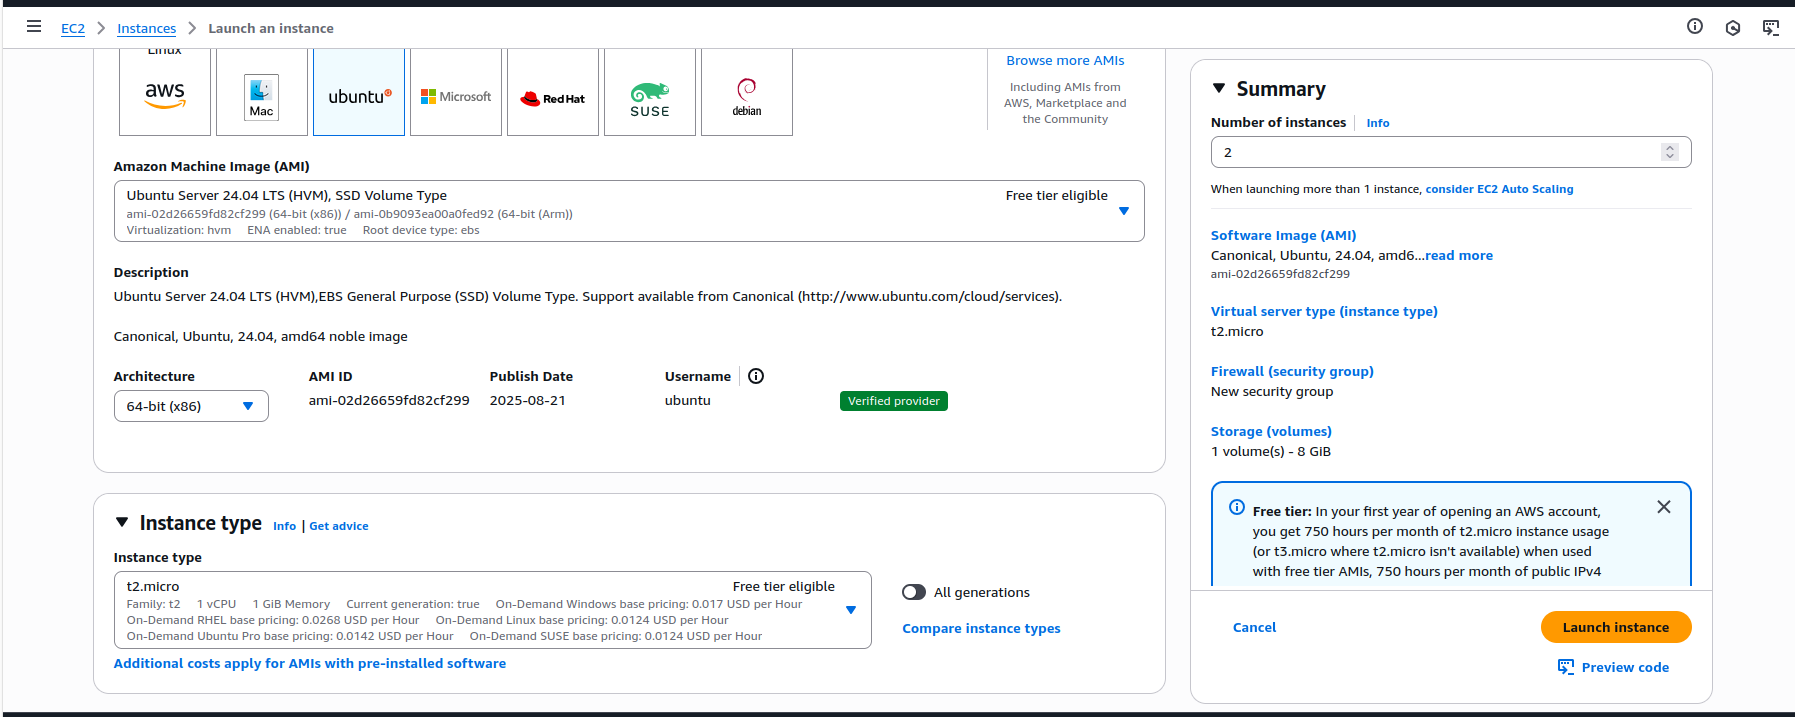 EC2 > Instances > Launch an instance
Linux
aws
Mac
ubuntu
Microsoft
Red Hat
SUSE
debian
Browse more AMIs
Including AMIs from
AWS, Marketplace and
the Community
Amazon Machine Image (AMI)
Ubuntu Server 24.04 LTS (HVM), SSD Volume Type
Free tier eligible
ami-02d26659fd82cf299 (64-bit (x86)) / ami-0b9093ea00a0fed92 (64-bit (Arm))
Virtualization: hvm ENA enabled: true Root device type: ebs
Description
Ubuntu Server 24.04 LTS (HVM),EBS General Purpose (SSD) Volume Type. Support available from Canonical (http://www.ubuntu.com/cloud/services).
Canonical, Ubuntu, 24.04, amd64 noble image
Architecture AMI ID Publish Date Username
64-bit (x86) ami-02d26659fd82cf299 2025-08-21 ubuntu Verified provider
Instance type Info | Get advice
Instance type
t2.micro
Free tier eligible
Family: t2 1 vCPU 1 GiB Memory Current generation: true On-Demand Windows base pricing: 0.017 USD per Hour
On-Demand RHEL base pricing: 0.0268 USD per Hour On-Demand Linux base pricing: 0.0124 USD per Hour
On-Demand Ubuntu Pro base pricing: 0.0142 USD per Hour On-Demand SUSE base pricing: 0.0124 USD per Hour
All generations
Compare instance types
Additional costs apply for AMIs with pre-installed software
Summary
Number of instances Info
2
When launching more than 1 instance, consider EC2 Auto Scaling
Software Image (AMI)
Canonical, Ubuntu, 24.04, amd6...read more
ami-02d26659fd82cf299
Virtual server type (instance type)
t2.micro
Firewall (security group)
New security group
Storage (volumes)
1 volume(s) - 8 GiB
Free tier: In your first year of opening an AWS account,
you get 750 hours per month of t2.micro instance usage
(or t3.micro where t2.micro isn't available) when used
with free tier AMIs, 750 hours per month of public IPv4
Cancel
Launch instance
Preview code